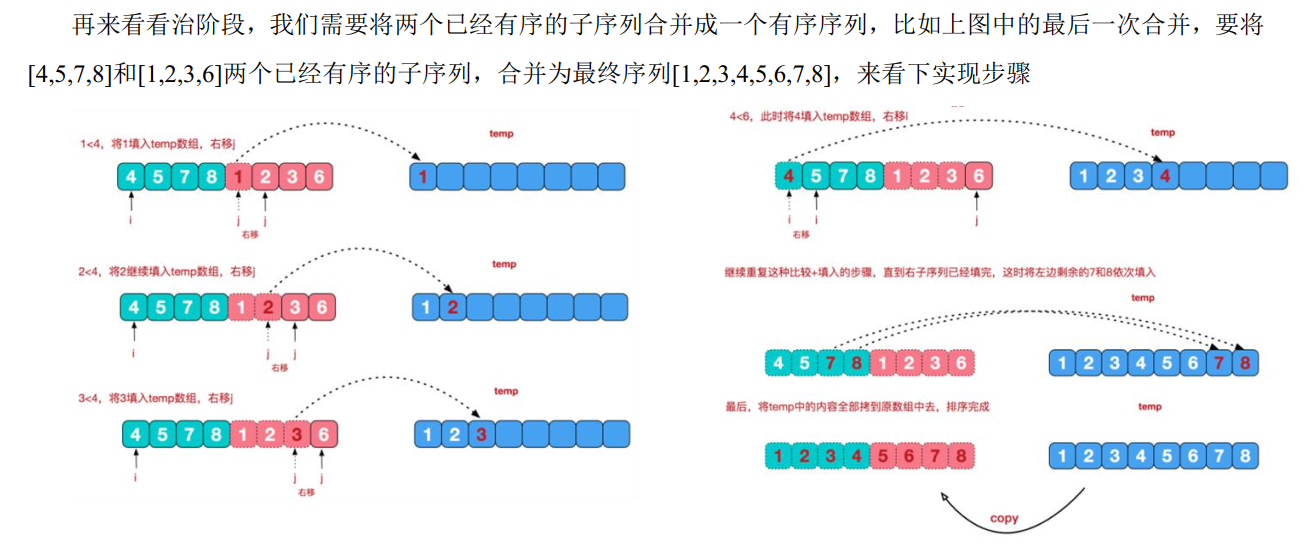 再来看看治阶段，我们需要将两个已经有序的子序列合并成一个有序序列，比如上图中的最后一次合并，要将
[4,5,7,8]和[1,2,3,6]两个已经有序的子序列，合并为最终序列[1,2,3,4,5,6,7,8]，来看下实现步骤
1<4，将1填入temp数组，右移j
temp
4 5 7 8 1 2 3 6
1
i
j
j
右移
2<4，将2继续填入temp数组，右移j
temp
4 5 7 8 1 2 3 6
1 2
i
j
j
右移
3<4，将3填入temp数组，右移j
temp
4 5 7 8 1 2 3 6
1 2 3
i
j
j
右移
4<6，此时将4填入temp数组，右移i
temp
4 5 7 8 1 2 3 6
1 2 3 4
i
i
j
右移
继续重复这种比较+填入的步骤，直到右子序列已经填完，这时将左边剩余的7和8依次填入
temp
4 5 7 8 1 2 3 6
1 2 3 4 5 6 7 8
最后，将temp中的内容全部拷到原数组中去，排序完成
temp
1 2 3 4 5 6 7 8
1 2 3 4 5 6 7 8
copy